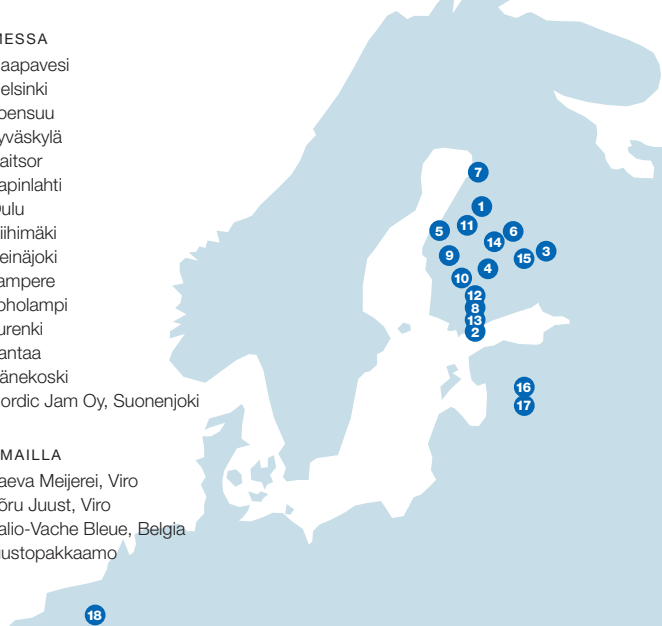 MESSA
aapavesi
elsinki
oensuu
yväskylä
aitsor
apinlahti
ulu
iihimäki
einäjoki
ampere
oholampi
urenki
antaa
änekoski
ordic Jam Oy, Suonenjoki
MAILLA
aeva Meijerei, Viro
õru Juust, Viro
alio-Vache Bleue, Belgia
ustopakkaamo
7
1
11
5
6
14
3
9
15
4
10
12
8
13
2
16
17
18